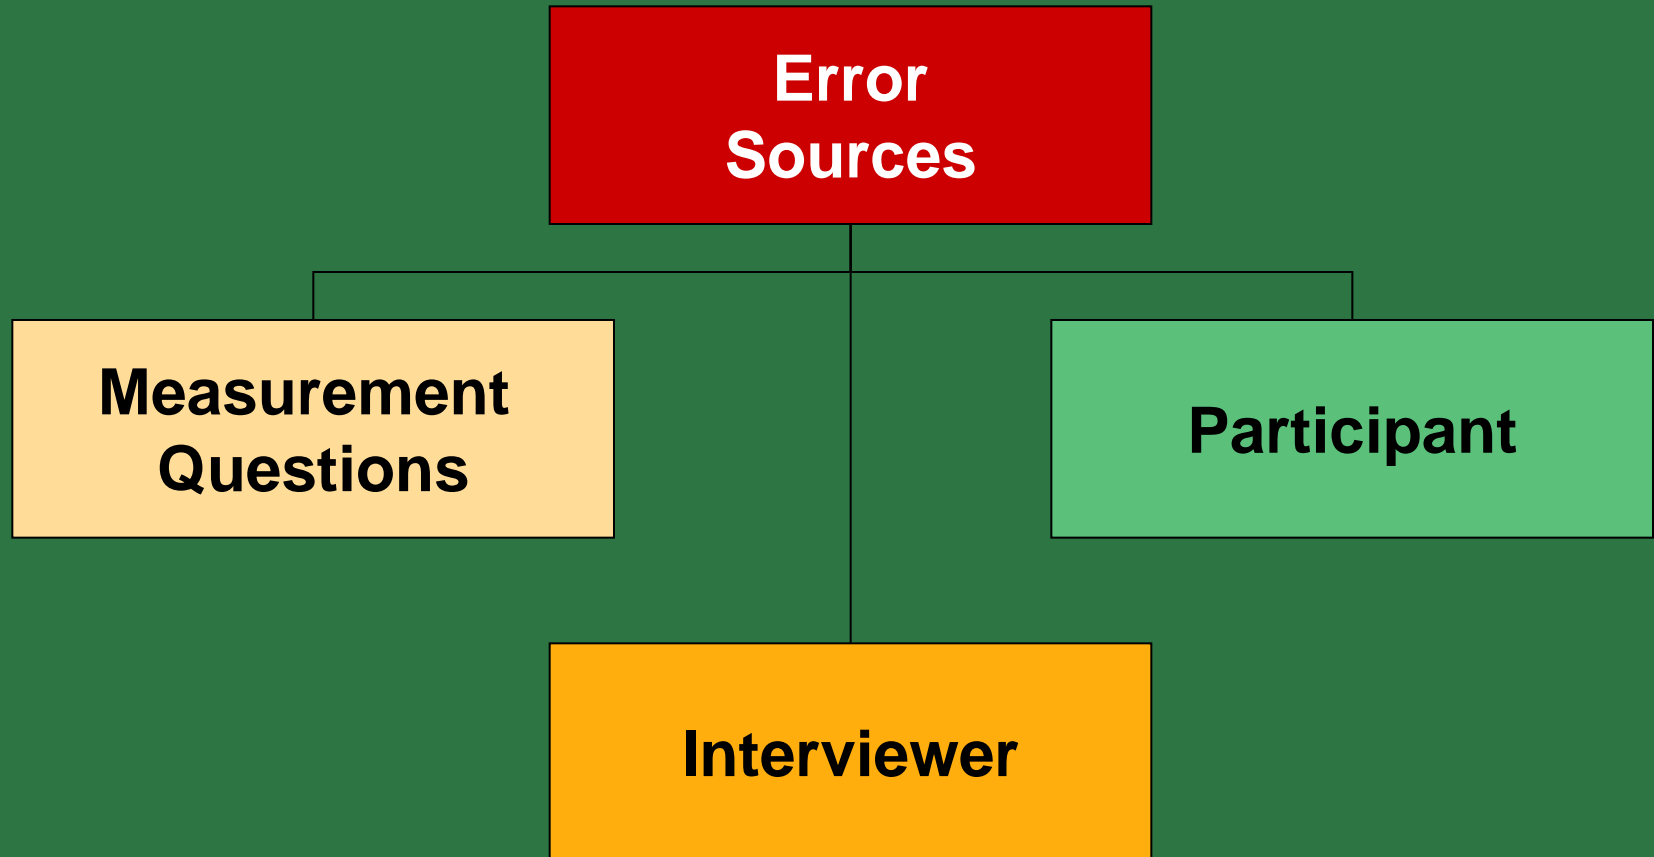 Error
Sources
Measurement
Questions
Participant
Interviewer